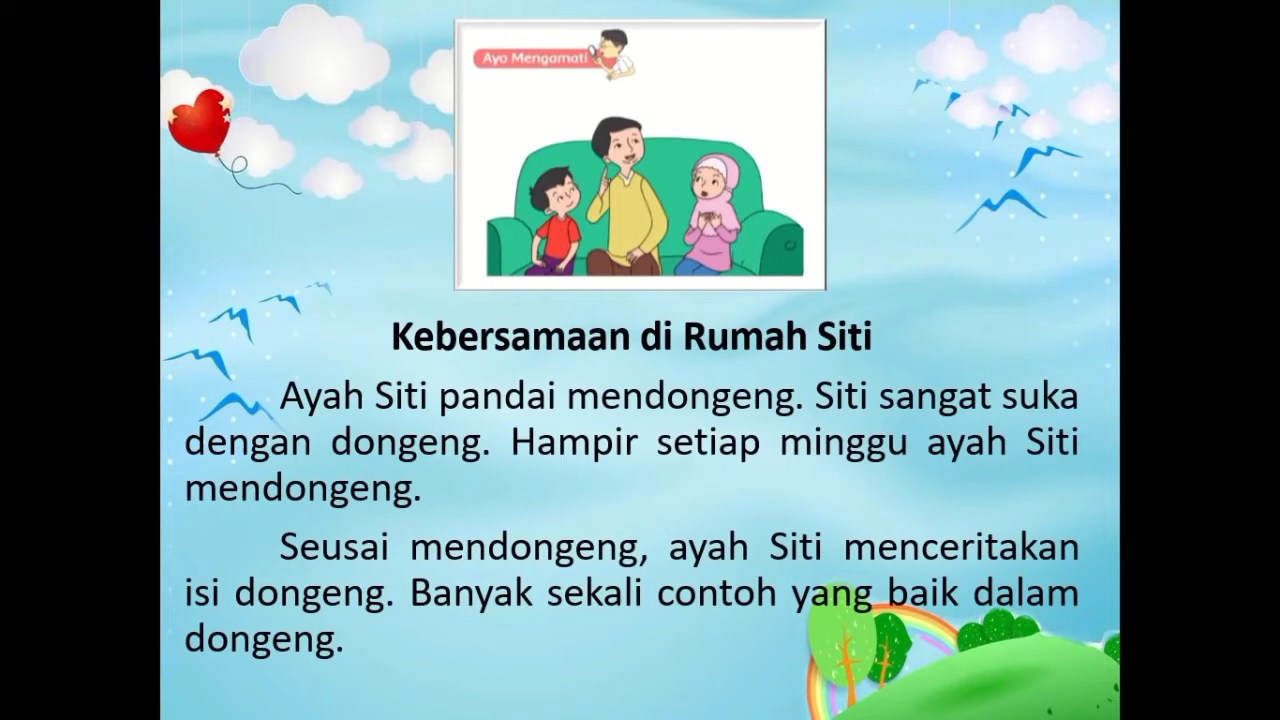 Ayo Mengamati
Kebersamaan di Rumah Siti
Ayah Siti pandai mendongeng. Siti sangat suka
dengan dongeng. Hampir setiap minggu ayah Siti
mendongeng.
Seusai mendongeng, ayah Siti menceritakan
isi dongeng. Banyak sekali contoh yang baik dalam
dongeng.